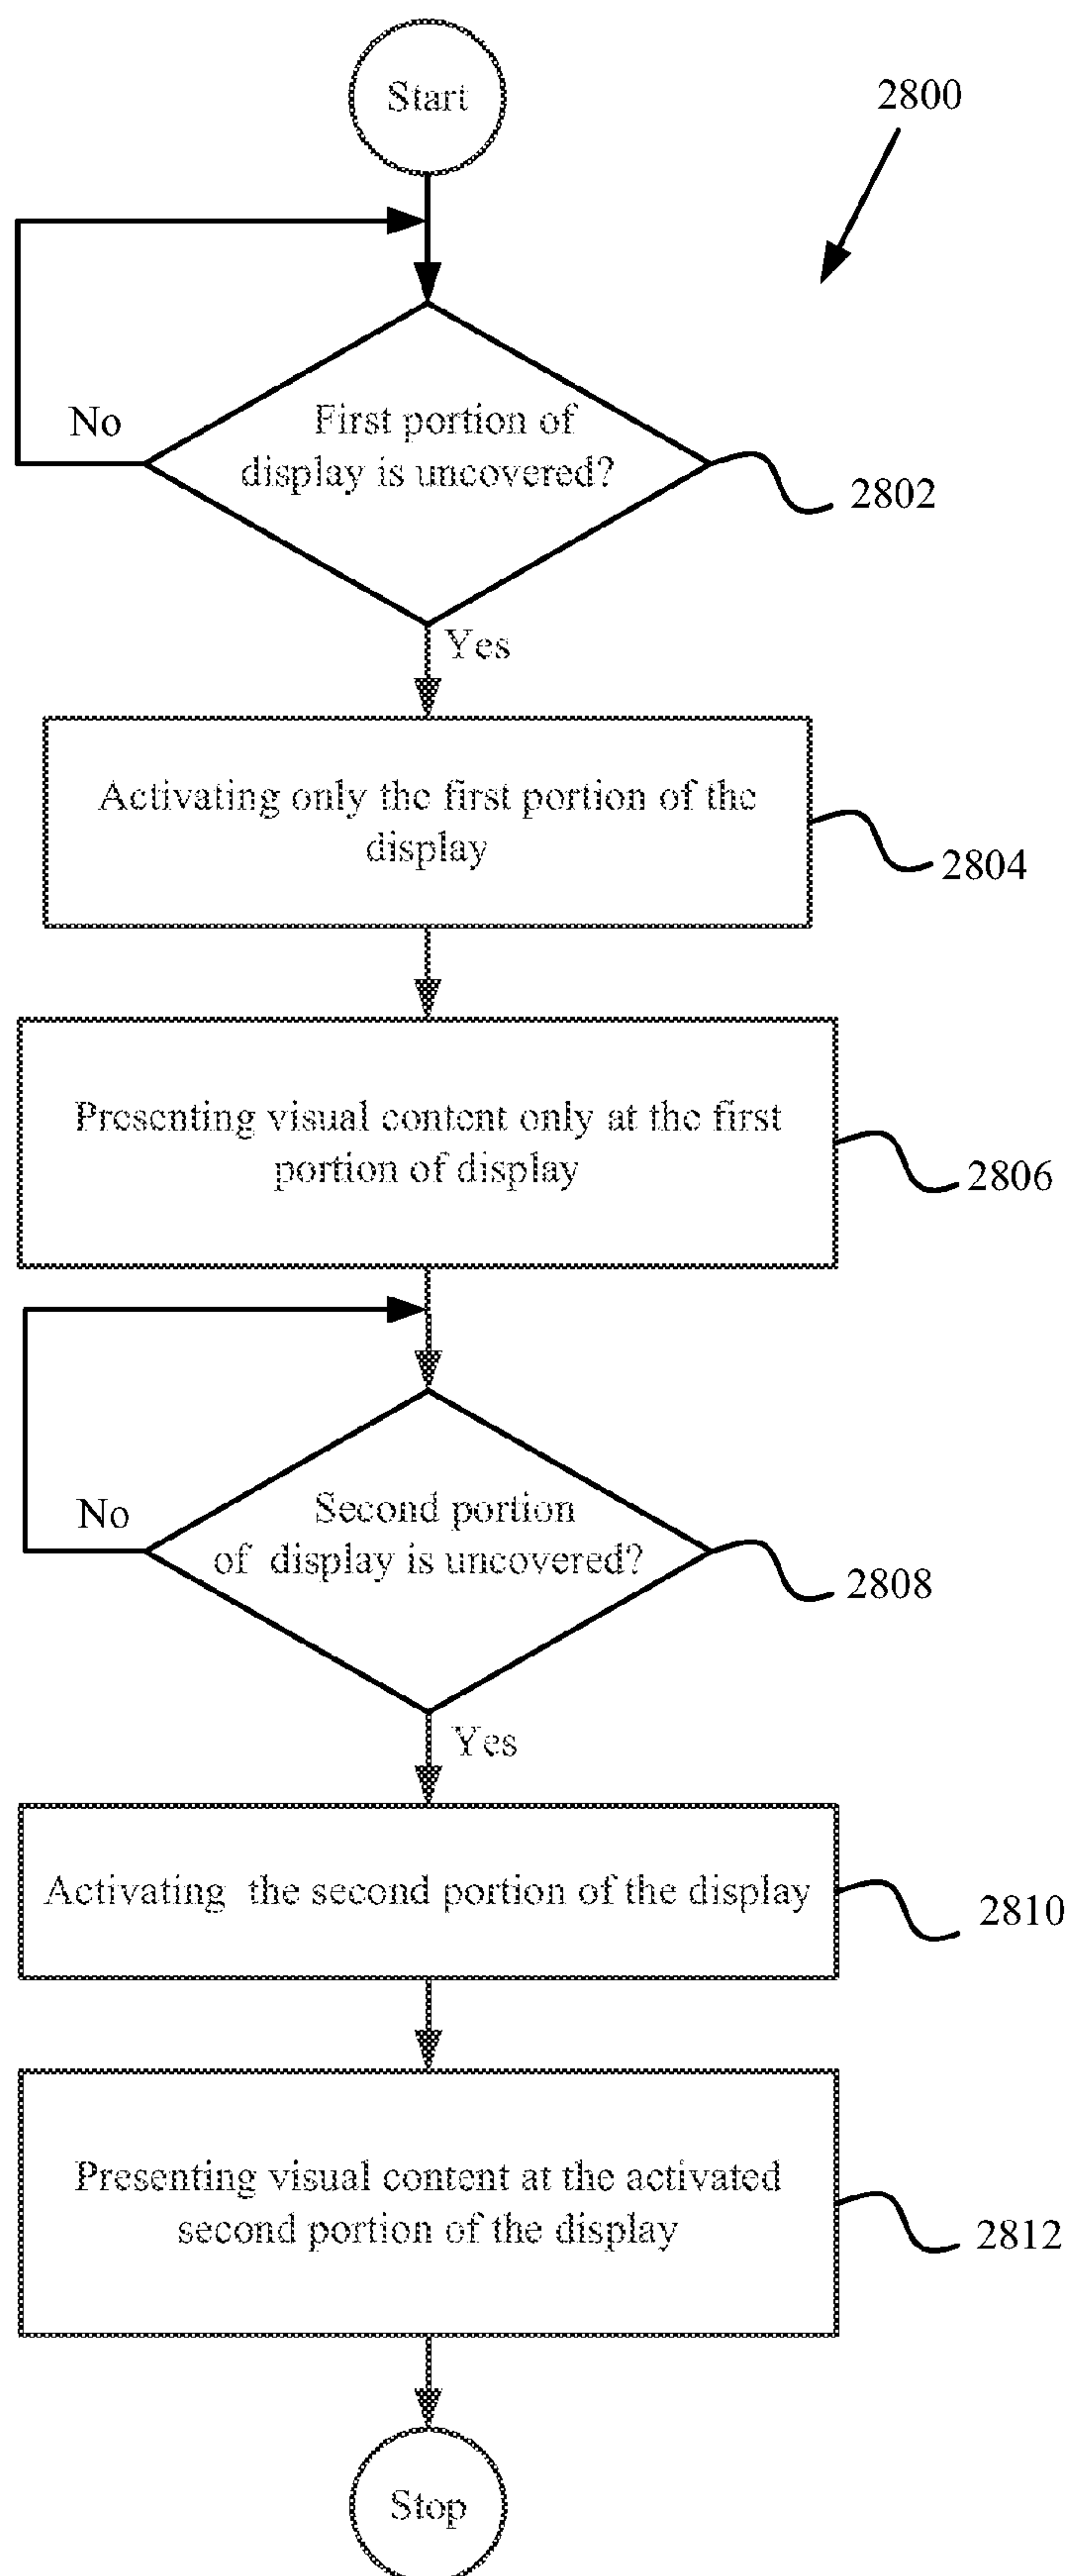 Start
2800
No
First portion of
display is uncovered?
2802
Yes
Activating only the first portion of the
display
2804
Presenting visual content only at the first
portion of display
2806
No
Second portion
of display is uncovered?
2808
Yes
Activating the second portion of the display
2810
Presenting visual content at the activated
second portion of the display
2812
Stop